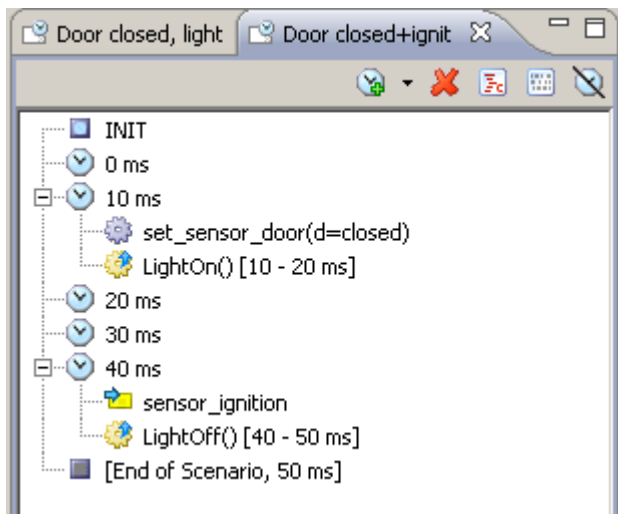 Door closed, light Door closed+ignit
INIT
0 ms
10 ms
set_sensor_door(d=closed)
LightOn() [10 - 20 ms]
20 ms
30 ms
40 ms
sensor_ignition
LightOff() [40 - 50 ms]
[End of Scenario, 50 ms]